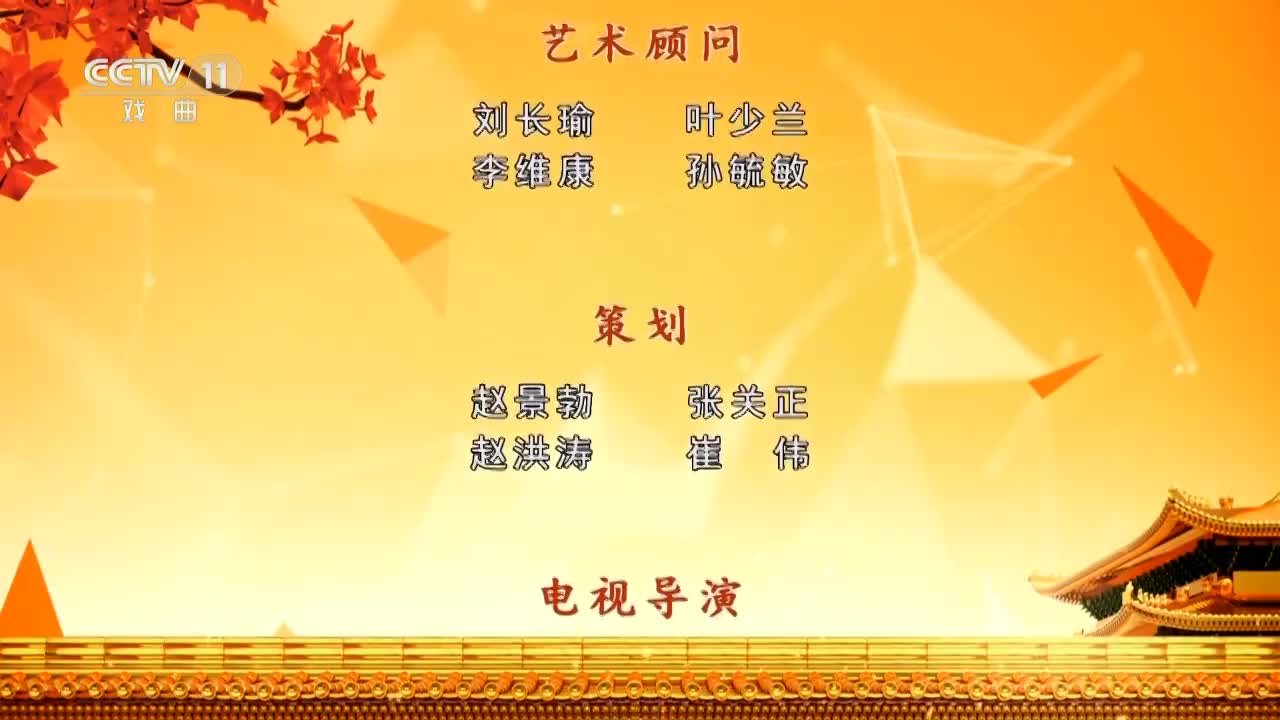 CCTV 11
戏曲
艺术顾问
刘长瑜 叶少兰
李维康 孙毓敏
策划
赵景勃 张关正
赵洪涛 崔伟
电视导演